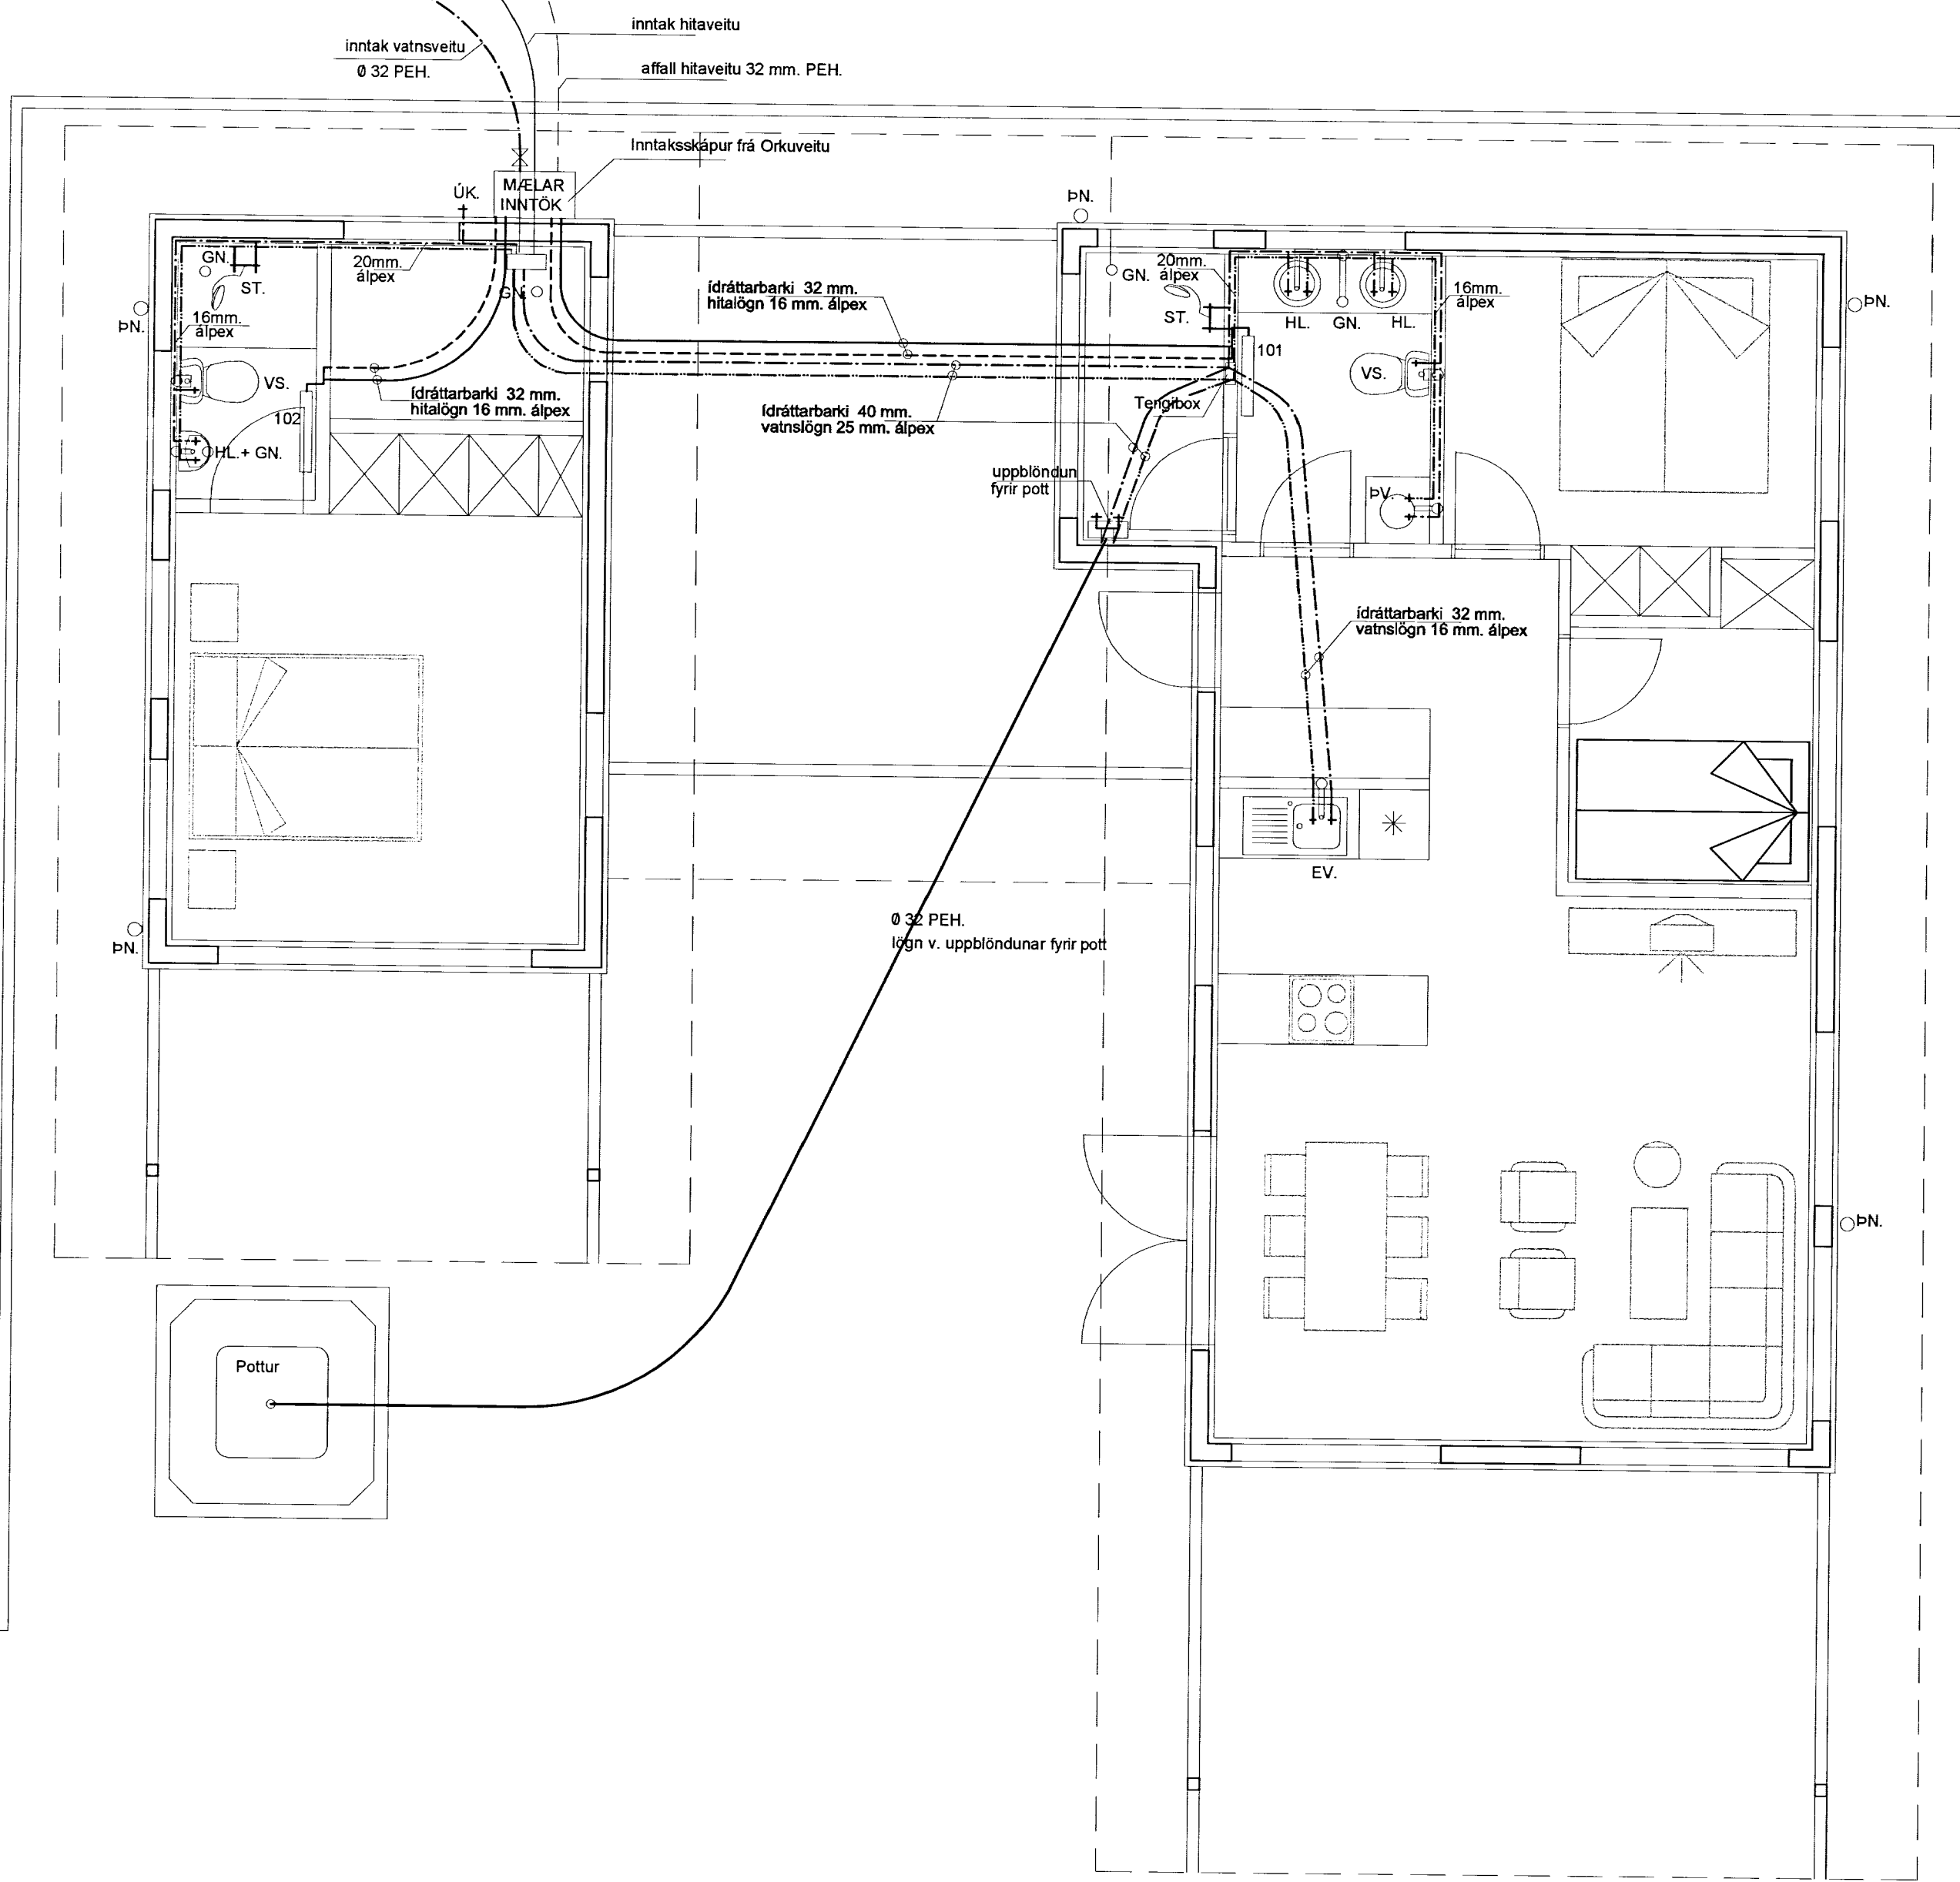 inntak hitaveitu
inntak vatnsveitu
Ø 32 PEH.
affall hitaveitu 32 mm. PEH.
Inntaksskápur frá Orkuveitu
MÆLAR
INNTÖK
ÚK.
ÞN.
GN.
20mm.
álpex
ST.
GN.
16mm.
álpex
ÞN.
VS.
102
HL.+ GN.
ídráttarbarki 32 mm.
hitalögn 16 mm. álpex
ídráttarbarki 32 mm.
hitalögn 16 mm. álpex
ídráttarbarki 40 mm.
vatnslögn 25 mm. álpex
GN.
20mm.
álpex
ST.
HL.
GN.
HL.
16mm.
álpex
ÞN.
101
VS.
Tengibox
uppblöndun
fyrir pott
ÞV.
ídráttarbarki 32 mm.
vatnslögn 16 mm. álpex
EV.
ÞN.
Ø 32 PEH.
lögn v. uppblöndunar fyrir pott
ÞN.
Pottur